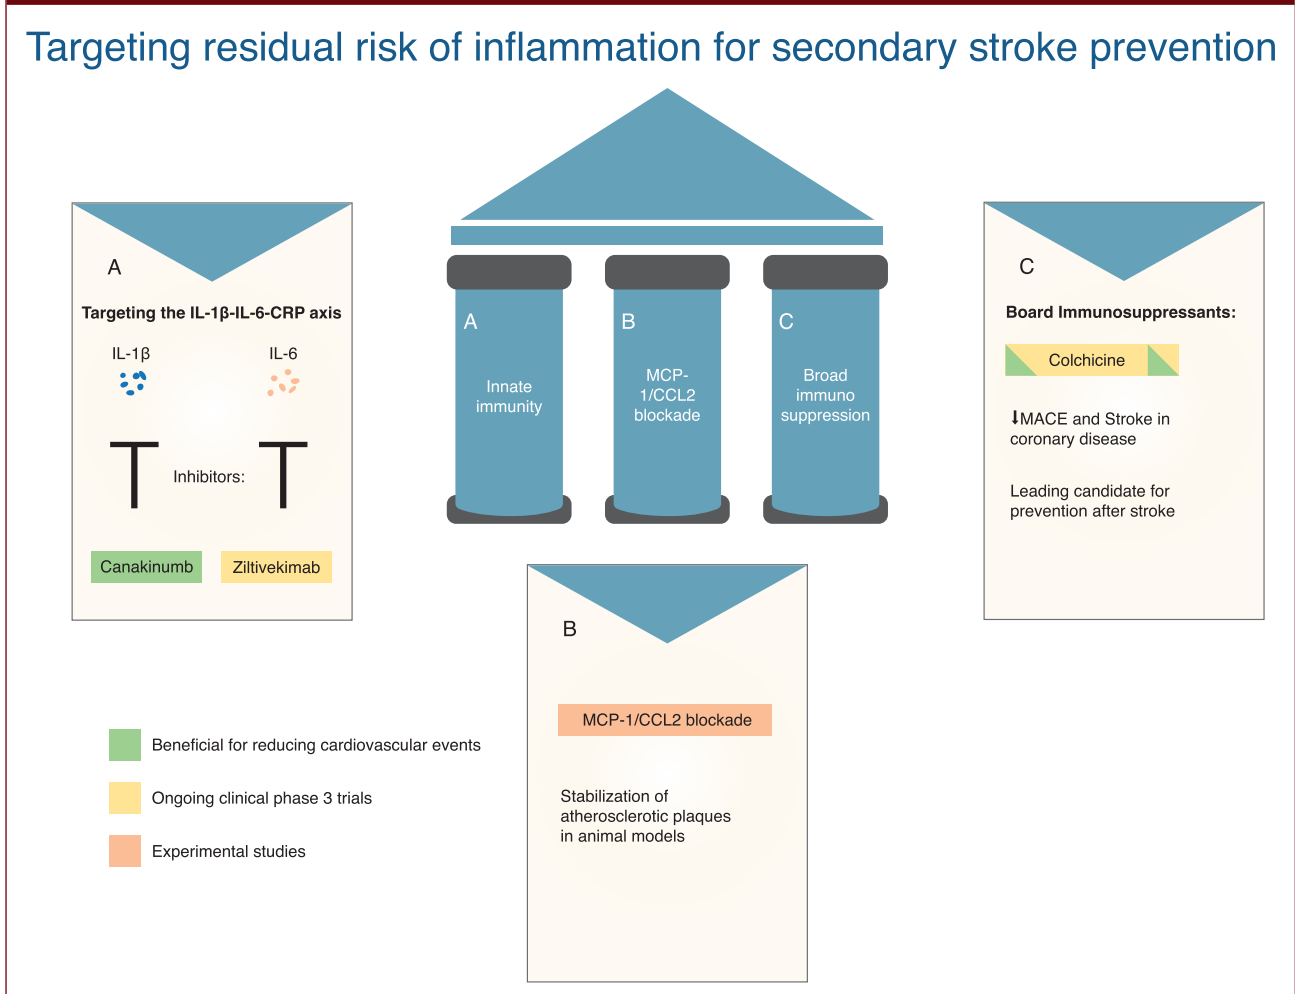 Targeting residual risk of inflammation for secondary stroke prevention
A
Targeting the IL-1β-IL-6-CRP axis
IL-1β
IL-6
Inhibitors:
Canakinumb
Ziltivekimab
A
Innate
immunity
B
MCP-
1/CCL2
blockade
C
Broad
immuno
suppression
C
Board Immunosuppressants:
Colchicine
⬇MACE and Stroke in
coronary disease
Leading candidate for
prevention after stroke
B
MCP-1/CCL2 blockade
Stabilization of
atherosclerotic plaques
in animal models
Beneficial for reducing cardiovascular events
Ongoing clinical phase 3 trials
Experimental studies